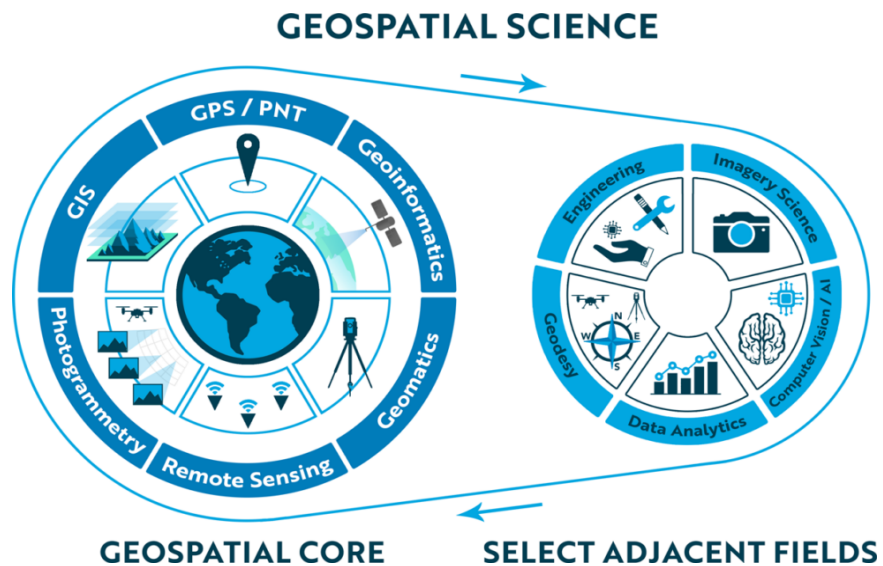 GEOSPATIAL SCIENCE
GPS / PNT
Geoinformatics
Geomatics
Remote Sensing
Photogrammetry
GIS
Engineering
Imagery Science
Computer Vision / AI
Data Analytics
Geodesy
N
W E
S
GEOSPATIAL CORE
SELECT ADJACENT FIELDS